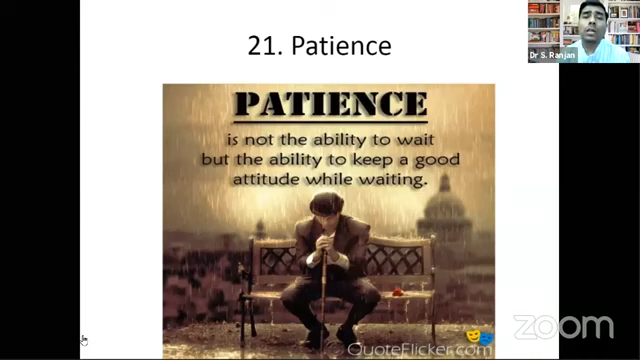 21. Patience
Dr S. Ranjan
PATIENCE
is not the ability to wait
but the ability to keep a good
attitude while waiting.
zoom
QuoteFlicker.com